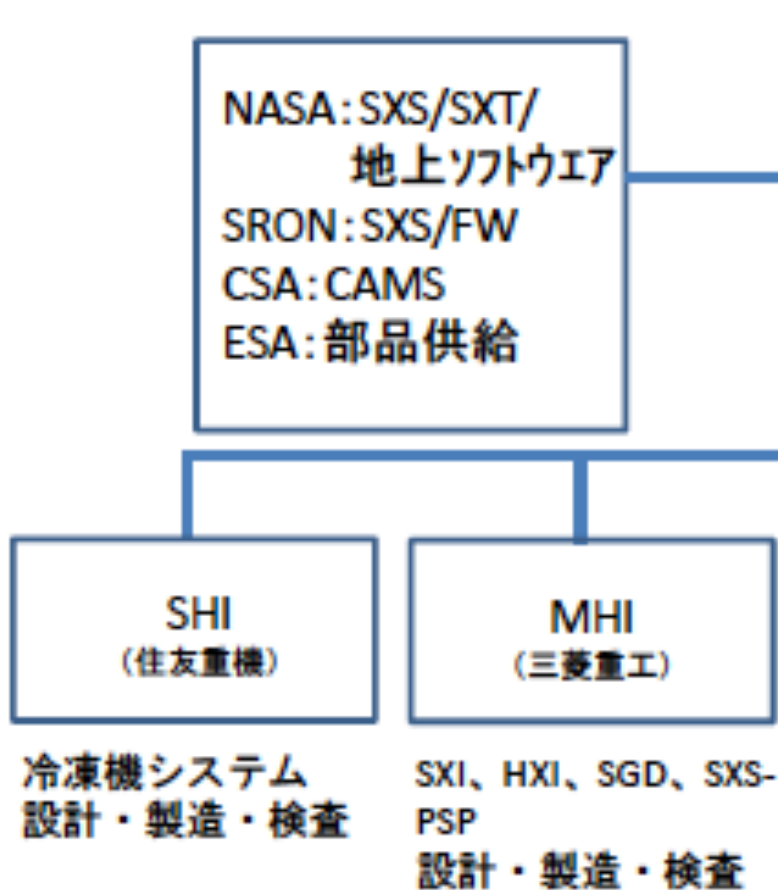 NASA:SXS/SXT/
地上ソフトウエア
SRON:SXS/FW
CSA:CAMS
ESA:部品供給
SHI
（住友重機）
MHI
（三菱重工）
冷凍機システム
設計・製造・検査
SXI、HXI、SGD、SXS-
PSP
設計・製造・検査